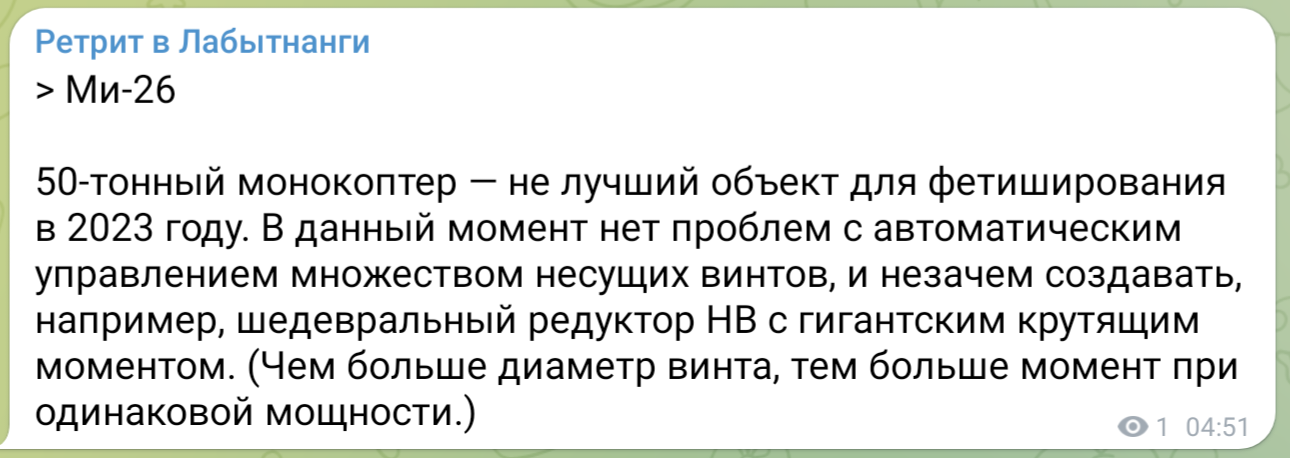 Ретрит в Лабытнанги
> Ми-26
50-тонный монокоптер — не лучший объект для фетиширования
в 2023 году. В данный момент нет проблем с автоматическим
управлением множеством несущих винтов, и незачем создавать,
например, шедевральный редуктор НВ с гигантским крутящим
моментом. (Чем больше диаметр винта, тем больше момент при
одинаковой мощности.)
1 04:51